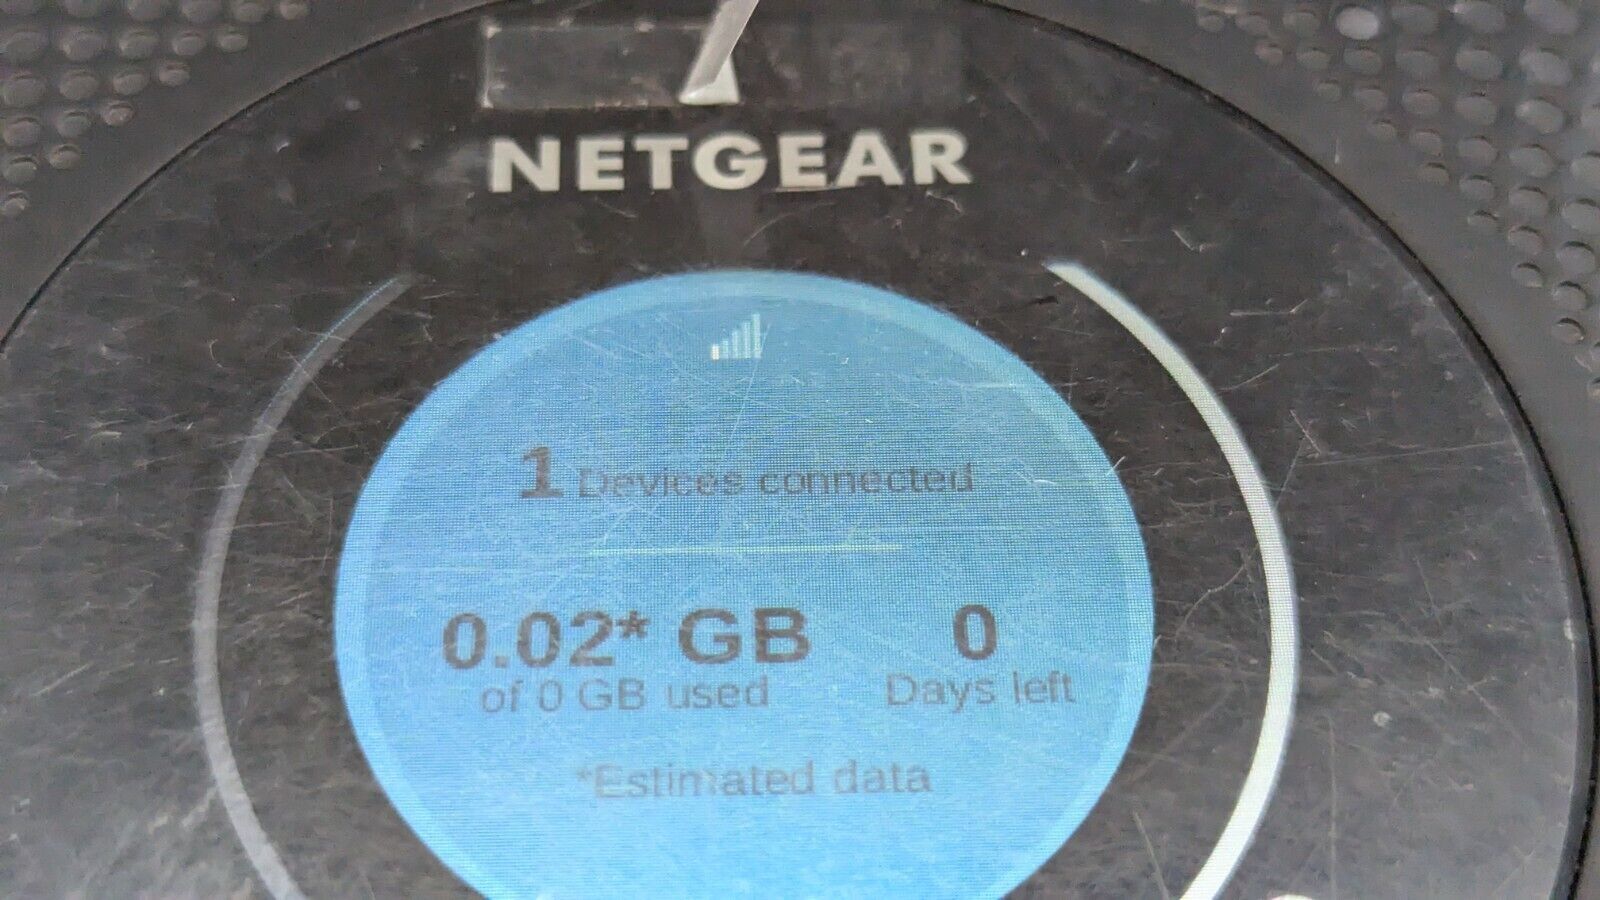 NETGEAR
1 Devices connected
0.02* GB 0
of 0 GB used Days left
*Estimated data